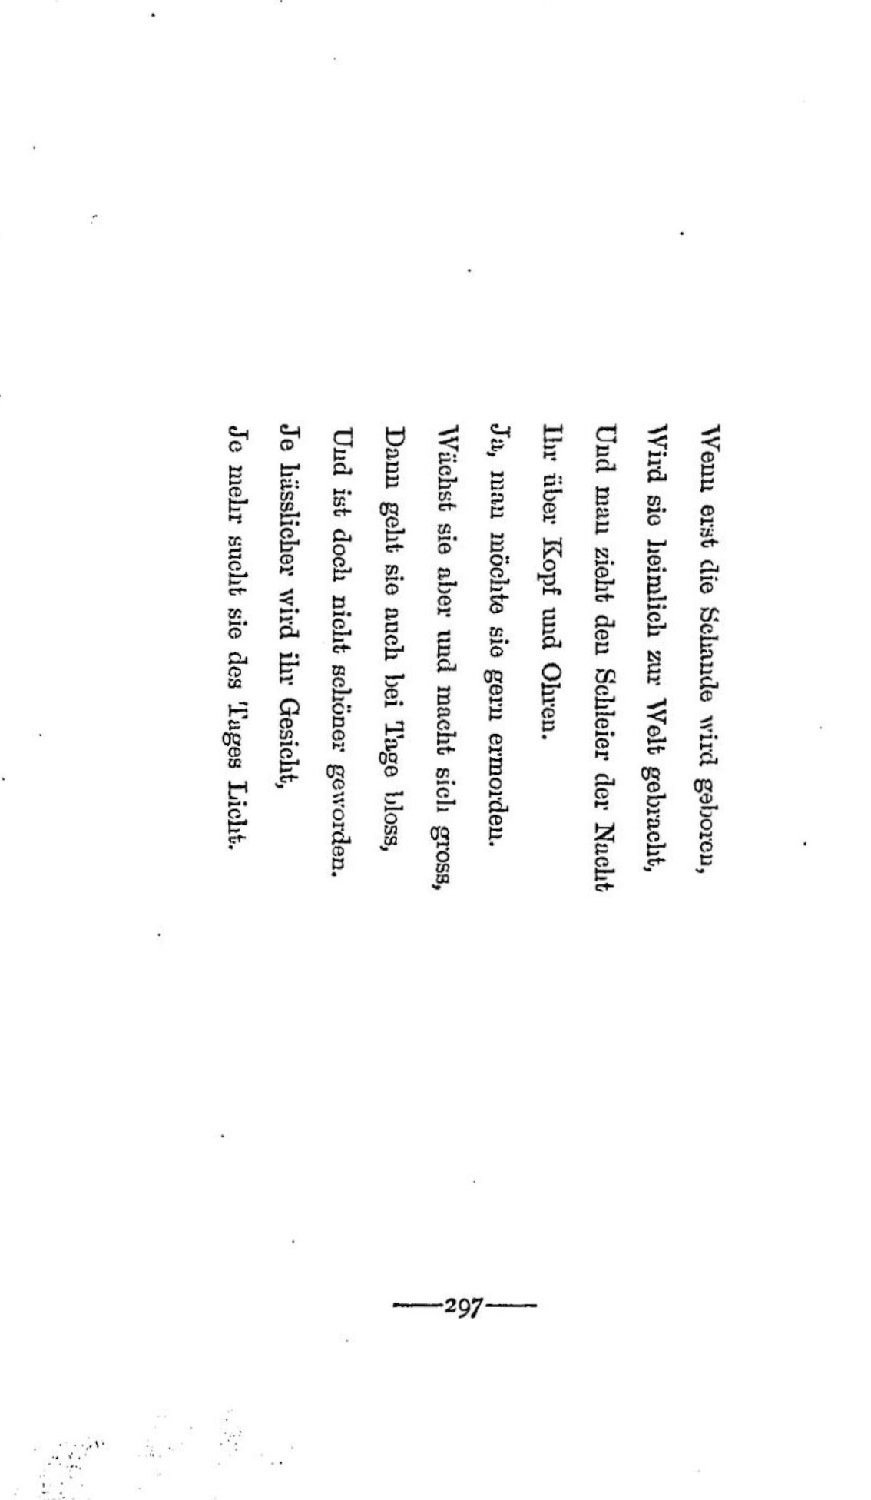 Wenn erst die Schande wird geboren,
Wird sie heimlich zur Welt gebracht,
Und man zieht den Schleier der Nacht
Ihr über Kopf und Ohren.
Ja, man möchte sie gern ermorden.
Wächst sie aber und macht sich gross,
Dann geht sie auch bei Tage bloss,
Und ist doch nicht schöner geworden.
Je hässlicher wird ihr Gesicht,
Je mehr sucht sie des Tages Licht.
—297—